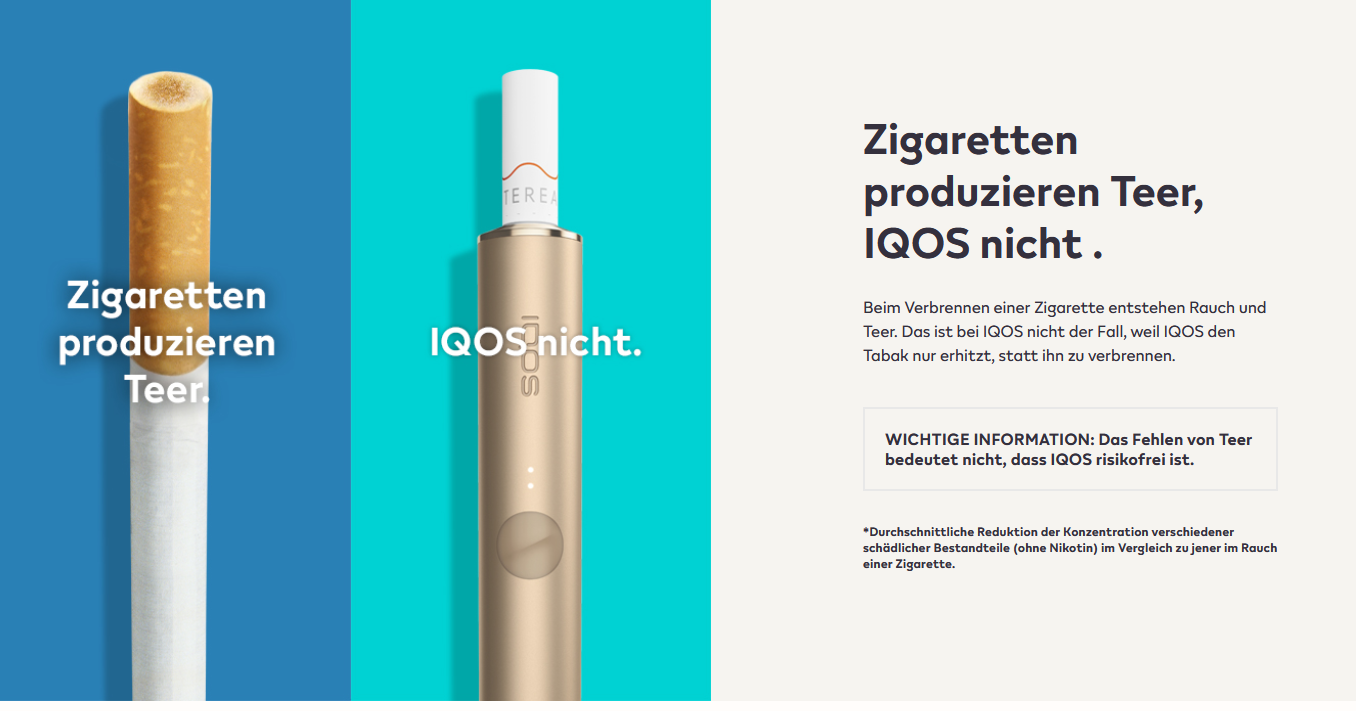 Zigaretten
produzieren
Teer.
TEREA
IQOS
IQOS nicht.
Zigaretten
produzieren Teer,
IQOS nicht .
Beim Verbrennen einer Zigarette entstehen Rauch und
Teer. Das ist bei IQOS nicht der Fall, weil IQOS den
Tabak nur erhitzt, statt ihn zu verbrennen.
WICHTIGE INFORMATION: Das Fehlen von Teer
bedeutet nicht, dass IQOS risikofrei ist.
*Durchschnittliche Reduktion der Konzentration verschiedener
schädlicher Bestandteile (ohne Nikotin) im Vergleich zu jener im Rauch
einer Zigarette.